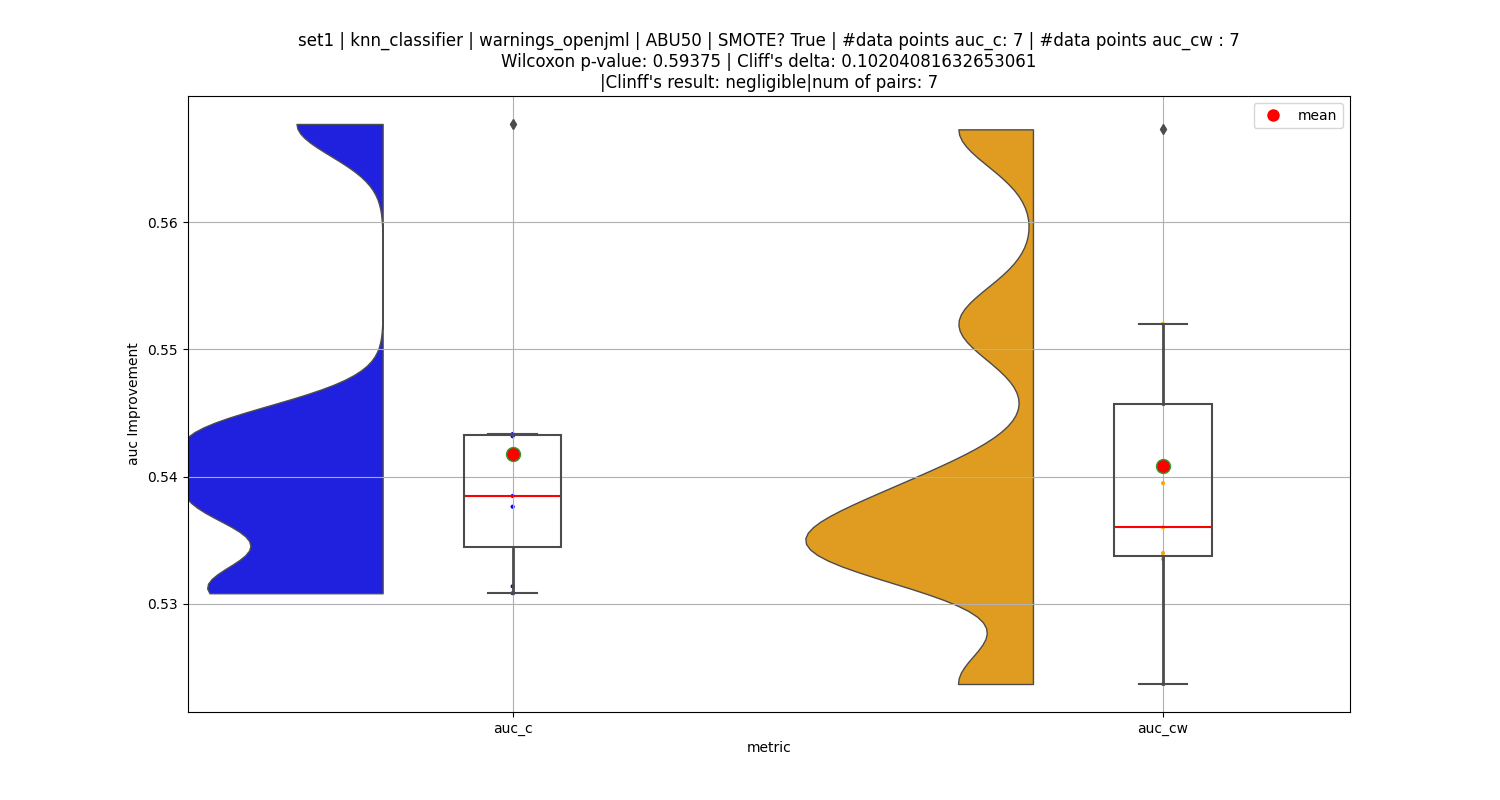 set1 | knn_classifier | warnings_openjml | ABU50 | SMOTE? True | #data points auc_c: 7 | #data points auc_cw : 7
Wilcoxon p-value: 0.59375 | Cliff's delta: 0.10204081632653061
|Clinff's result: negligible|num of pairs: 7
mean
0.56
0.55
0.54
0.53
auc Improvement
auc_c
auc_cw
metric